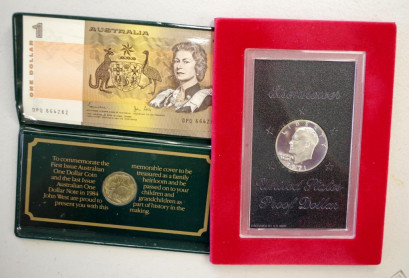 1
ONE DOLLAR
AUSTRALIA
DPQ 664282
DPQ 664282
To commemorate the
First Issue Australian
One Dollar Coin
and the last Issue
Australian One
Dollar Note in 1984
John West are proud to
present you with this
memorable cover to be
treasured as a family
heirloom and be
passed on to your
children and
grandchildren as
part of history in the
making.
Eisenhower
United States
Proof Dollar